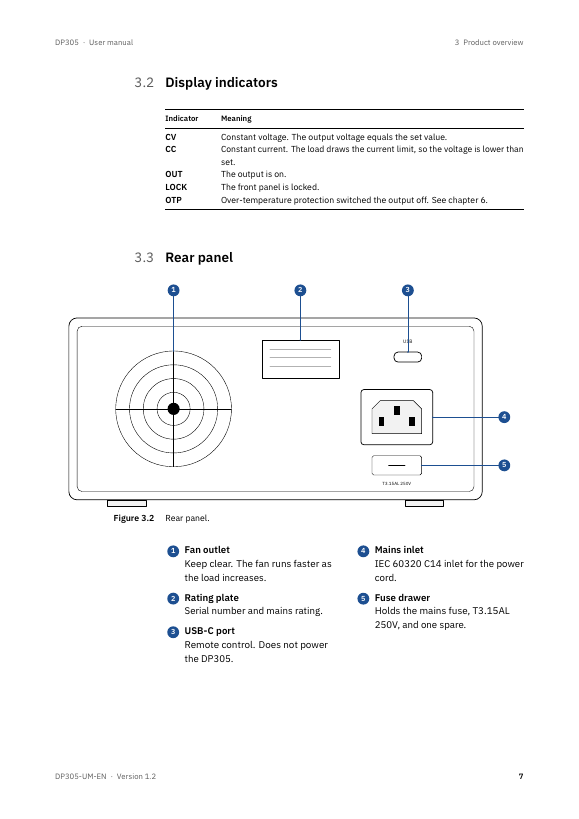 DP305 · User manual
3 Product overview
3.2 Display indicators
Indicator Meaning
CV Constant voltage. The output voltage equals the set value.
CC Constant current. The load draws the current limit, so the voltage is lower than
set.
OUT The output is on.
LOCK The front panel is locked.
OTP Over-temperature protection switched the output off. See chapter 6.
3.3 Rear panel
1 2 3
USB
4
5
T3.15AL 250V
Figure 3.2 Rear panel.
1 Fan outlet
Keep clear. The fan runs faster as
the load increases.
2 Rating plate
Serial number and mains rating.
3 USB-C port
Remote control. Does not power
the DP305.
4 Mains inlet
IEC 60320 C14 inlet for the power
cord.
5 Fuse drawer
Holds the mains fuse, T3.15AL
250V, and one spare.
DP305-UM-EN · Version 1.2
7